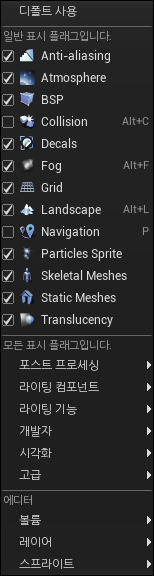 디폴트 사용
일반 표시 플래그입니다.
Anti-aliasing
Atmosphere
BSP
Collision Alt+C
Decals
Fog Alt+F
Grid
Landscape Alt+L
Navigation P
Particles Sprite
Skeletal Meshes
Static Meshes
Translucency
모든 표시 플래그입니다.
포스트 프로세싱
라이팅 컴포넌트
라이팅 기능
개발자
시각화
고급
에디터
볼륨
레이어
스프라이트